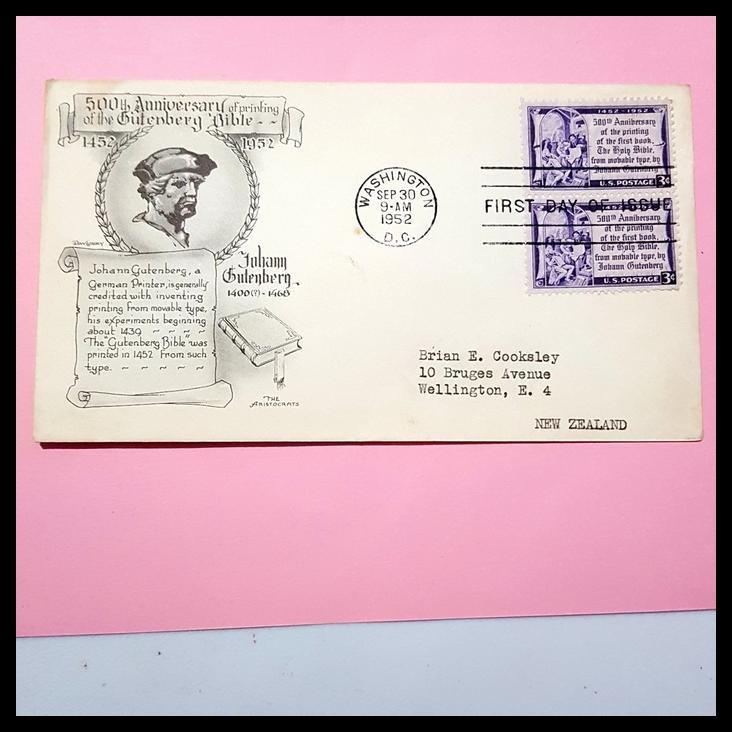 500th Anniversary of printing
of the Gutenberg Bible - -
1452 1952
Johann
Gutenberg
1400(?) - 1468
Johann Gutenberg, a
German Printer, is generally
credited with inventing
printing from movable type,
his experiments beginning
about 1439 ~ ~ ~ ~
The "Gutenberg Bible" was
printed in 1452 from such
type. ~ ~ ~ ~ ~
THE
ARISTOCRATS
WASHINGTON
SEP 30
9-AM
1952
D.C.
1452-1952
500th Anniversary
of the printing
of the first book,
The Holy Bible,
from movable type, by
Johann Gutenberg
U.S. POSTAGE 3¢
FIRST DAY OF ISSUE
500th Anniversary
of the printing
of the first book,
The Holy Bible,
from movable type, by
Johann Gutenberg
U.S. POSTAGE 3¢
Brian E. Cooksley
10 Bruges Avenue
Wellington, E. 4
NEW ZEALAND